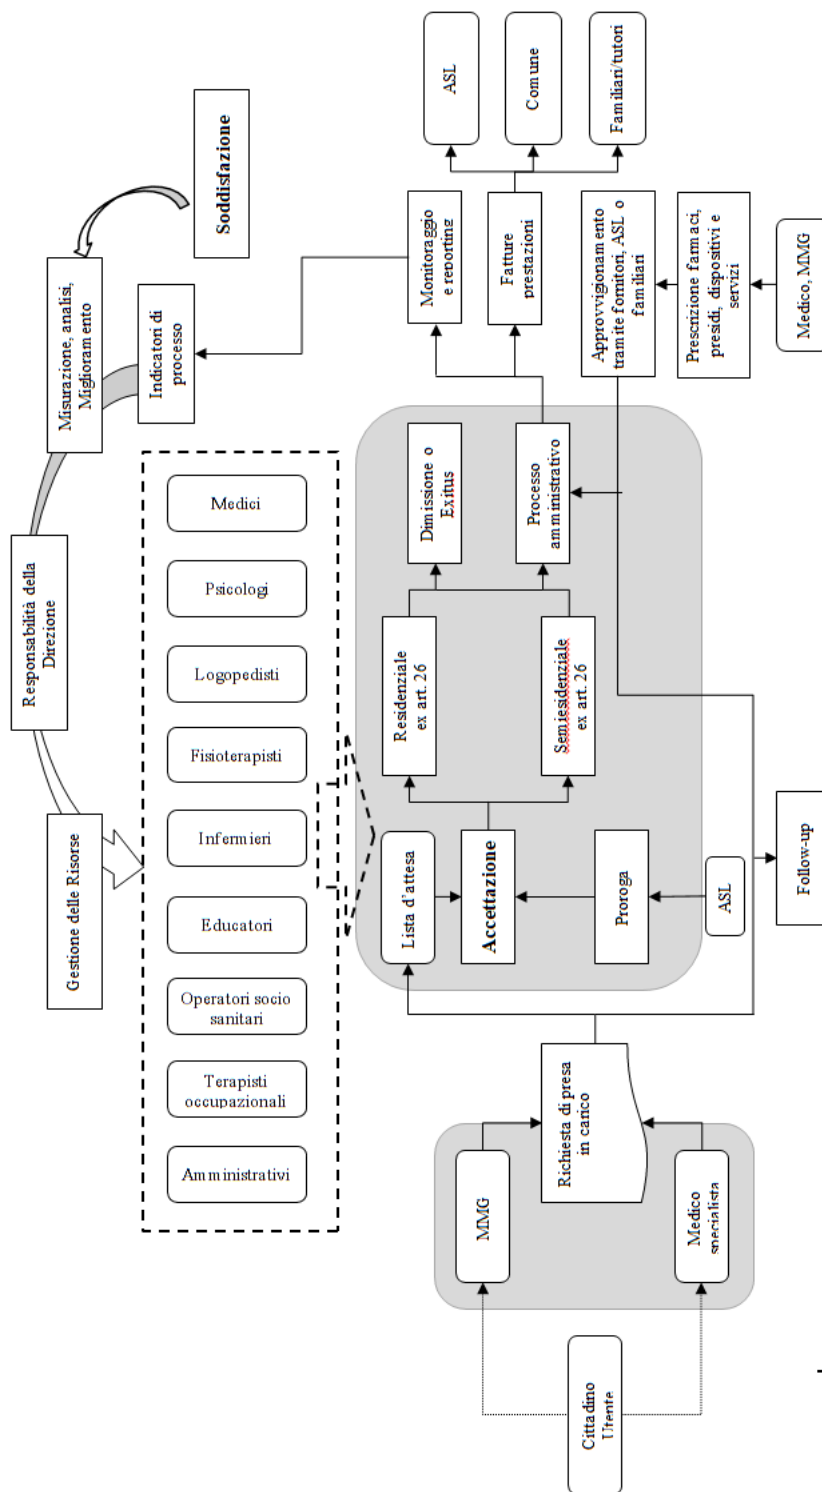 Responsabilità della
Direzione
Gestione delle Risorse
Misurazione, analisi,
Miglioramento
Soddisfazione
Indicatori di
processo
Amministrativi
Terapisti
occupazionali
Operatori socio
sanitari
Educatori
Infermieri
Fisioterapisti
Logopedisti
Psicologi
Medici
Cittadino
Utente
MMG
Medico
specialista
Richiesta di presa
in carico
Lista d'attesa
Accettazione
Proroga
ASL
Follow-up
Residenziale
ex art. 26
Semiesidenziale
ex art. 26
Dimissione o
Exitus
Processo
amministrativo
Monitoraggio
e reporting
Fatture
prestazioni
ASL
Comune
Familiari/tutori
Approvvigionamento
tramite fornitori, ASL o
familiari
Prescrizione farmaci,
presidi, dispositivi e
servizi
Medico, MMG